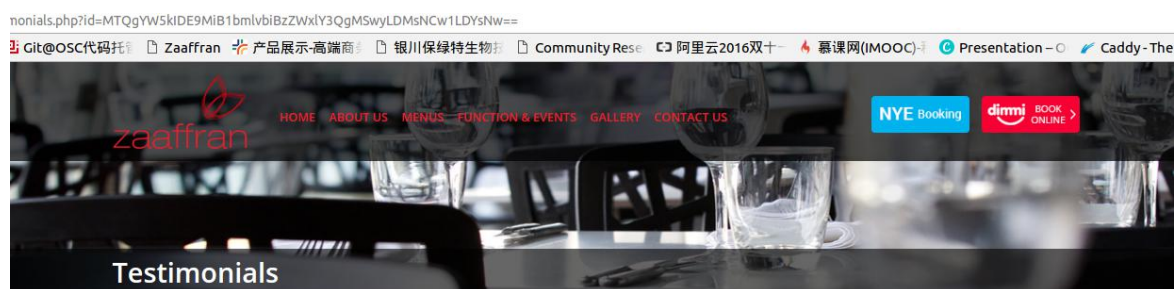 monials.php?id=MTQgYW5kIDE9MiB1bmlvbiBzZWxlY3QgMSwyLDMsNCw1LDYsNw==
Git@OSC代码托 Zaaffran 产品展示-高端商 银川保绿特生物 Community Rese 阿里云2016双十一 慕课网(IMOOC)- Presentation – O Caddy - The
zaaffran
HOME ABOUT US MENUS FUNCTION & EVENTS GALLERY CONTACT US
NYE Booking
dimmi BOOK ONLINE >
Testimonials